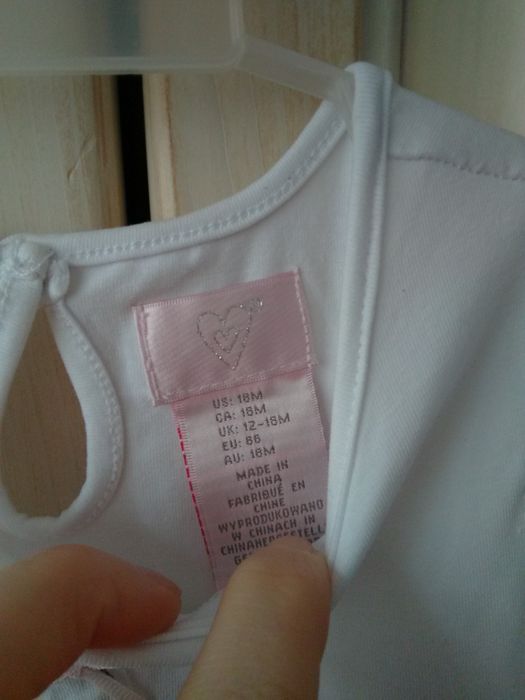 US: 18M
CA: 18M
UK: 12-18M
EU: 86
AU: 18M
MADE IN
CHINA
FABRIQUÉ EN
CHINE
WYPRODUKOWANO
W CHINACH IN